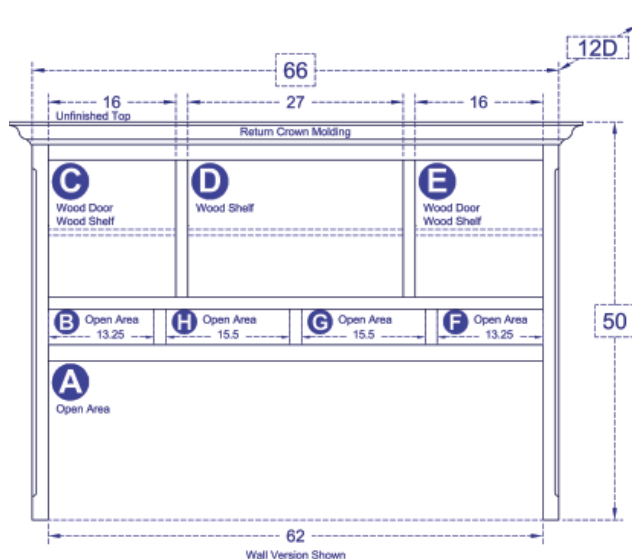 12D
66
16 27 16
Unfinished Top
Return Crown Molding
C D E
Wood Door Wood Shelf Wood Door
Wood Shelf Wood Shelf
B Open Area H Open Area G Open Area F Open Area
13.25 15.5 15.5 13.25
50
A
Open Area
62
Wall Version Shown